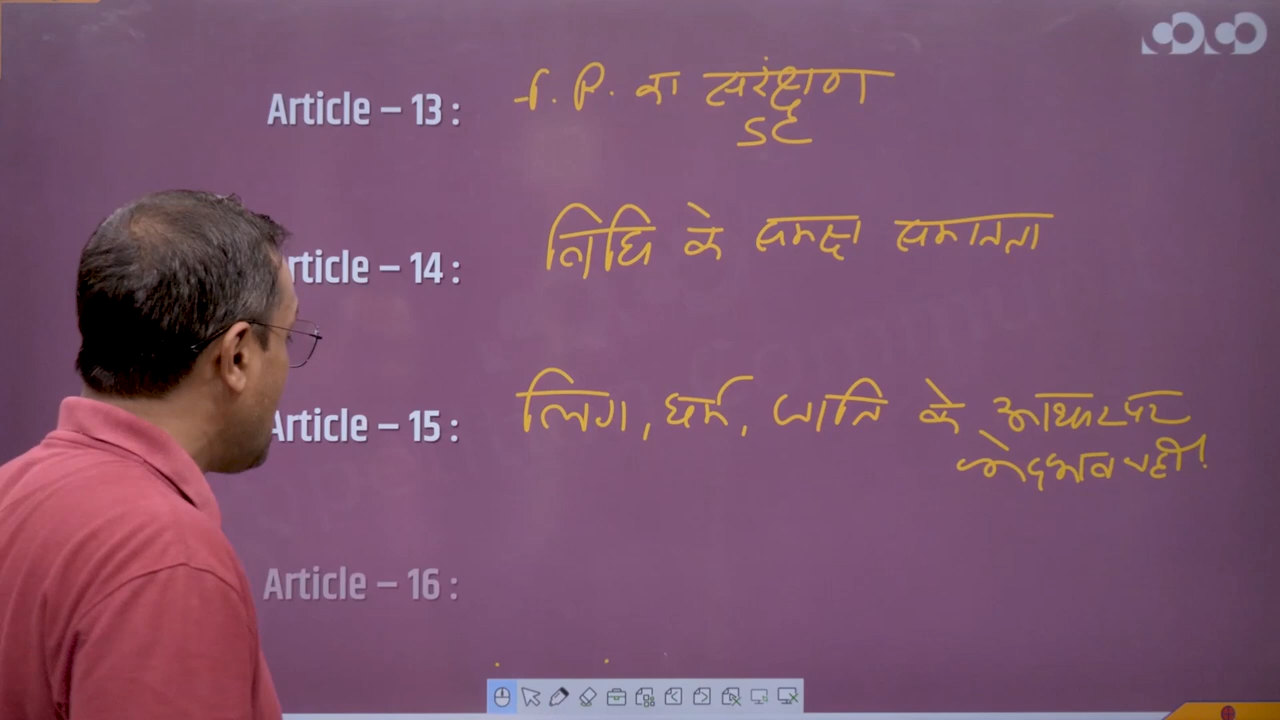 Article – 13 : F.R. का संरक्षण
SC
Article – 14 : विधि के समक्ष समानता
Article – 15 : लिंग, धर्म, जाति के आधार पर
भेदभाव नहीं!
Article – 16 :